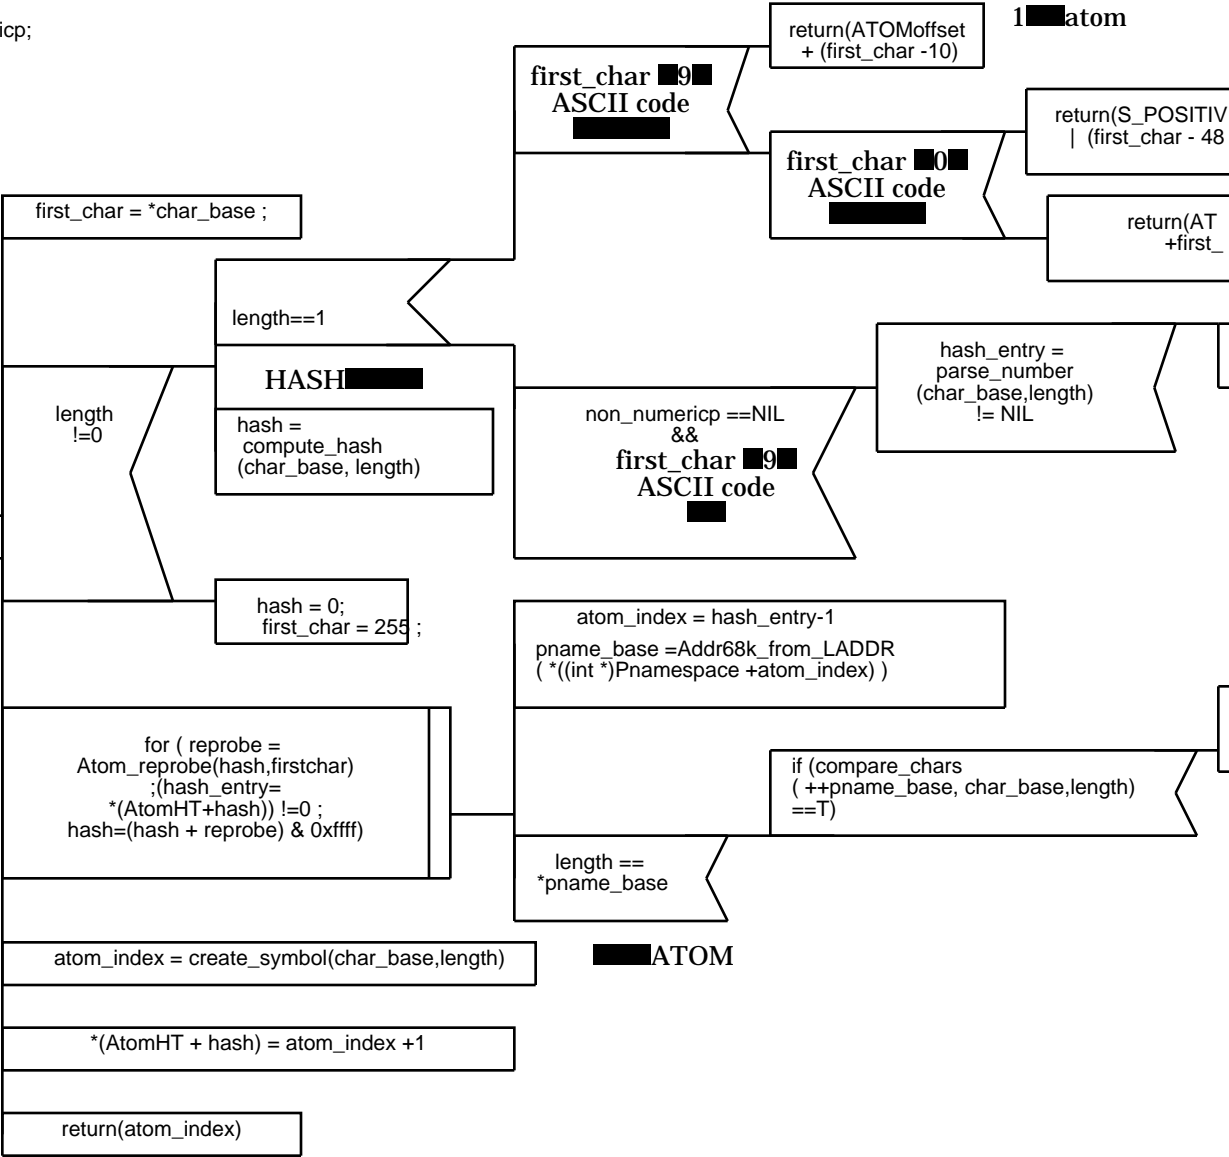 icp;
return(ATOMoffset
+ (first_char -10)
1■■atom
first_char ■9■
ASCII code
return(S_POSITIV
| (first_char - 48
first_char ■0■
ASCII code
return(AT
+first_
first_char = *char_base ;
length==1
HASH
hash =
compute_hash
(char_base, length)
length
!=0
non_numericp ==NIL
&&
first_char ■9■
ASCII code
hash_entry =
parse_number
(char_base,length)
!= NIL
hash = 0;
first_char = 255 ;
atom_index = hash_entry-1
pname_base =Addr68k_from_LADDR
( *((int *)Pnamespace +atom_index) )
for ( reprobe =
Atom_reprobe(hash,firstchar)
;(hash_entry=
*(AtomHT+hash)) !=0 ;
hash=(hash + reprobe) & 0xffff)
if (compare_chars
( ++pname_base, char_base,length)
==T)
length ==
*pname_base
atom_index = create_symbol(char_base,length)
ATOM
*(AtomHT + hash) = atom_index +1
return(atom_index)